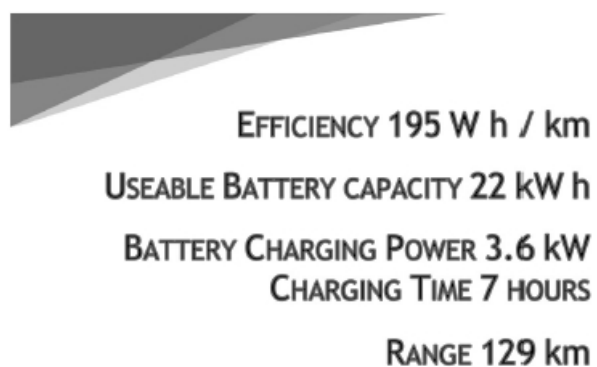 Efficiency 195 W h / km
Useable Battery capacity 22 kW h
Battery Charging Power 3.6 kW
Charging Time 7 hours
Range 129 km